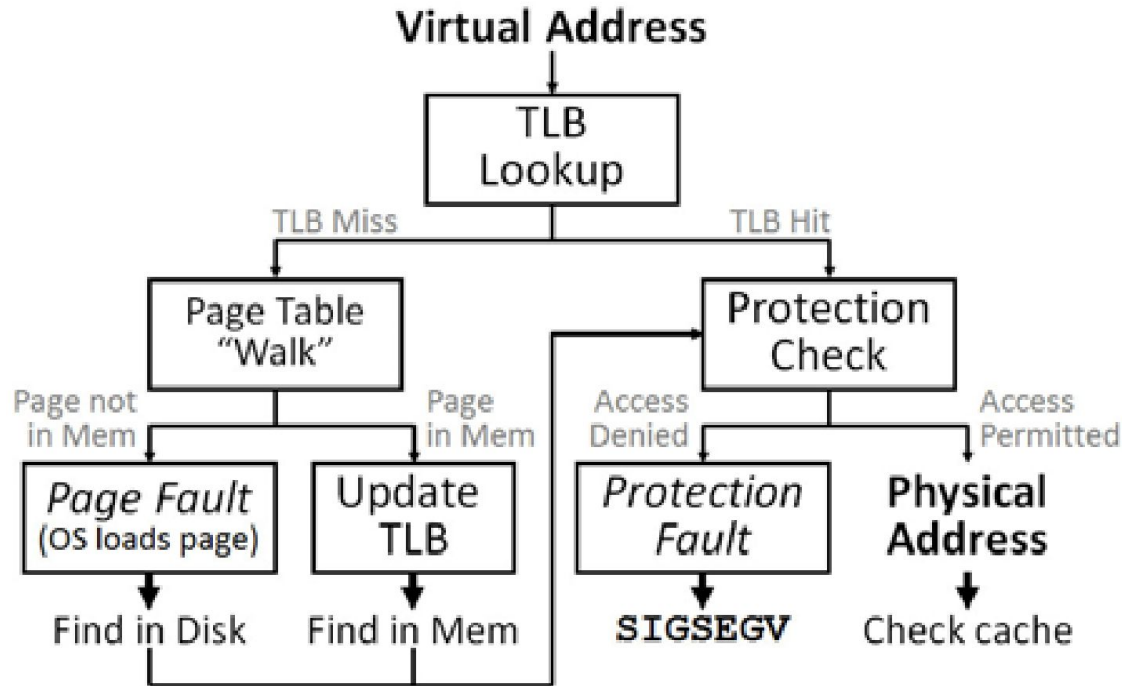 Virtual Address
TLB
Lookup
TLB Miss
TLB Hit
Page Table
“Walk”
Protection
Check
Page not
in Mem
Page
in Mem
Access
Denied
Access
Permitted
Page Fault
(OS loads page)
Update
TLB
Protection
Fault
Physical
Address
Find in Disk
Find in Mem
SIGSEGV
Check cache